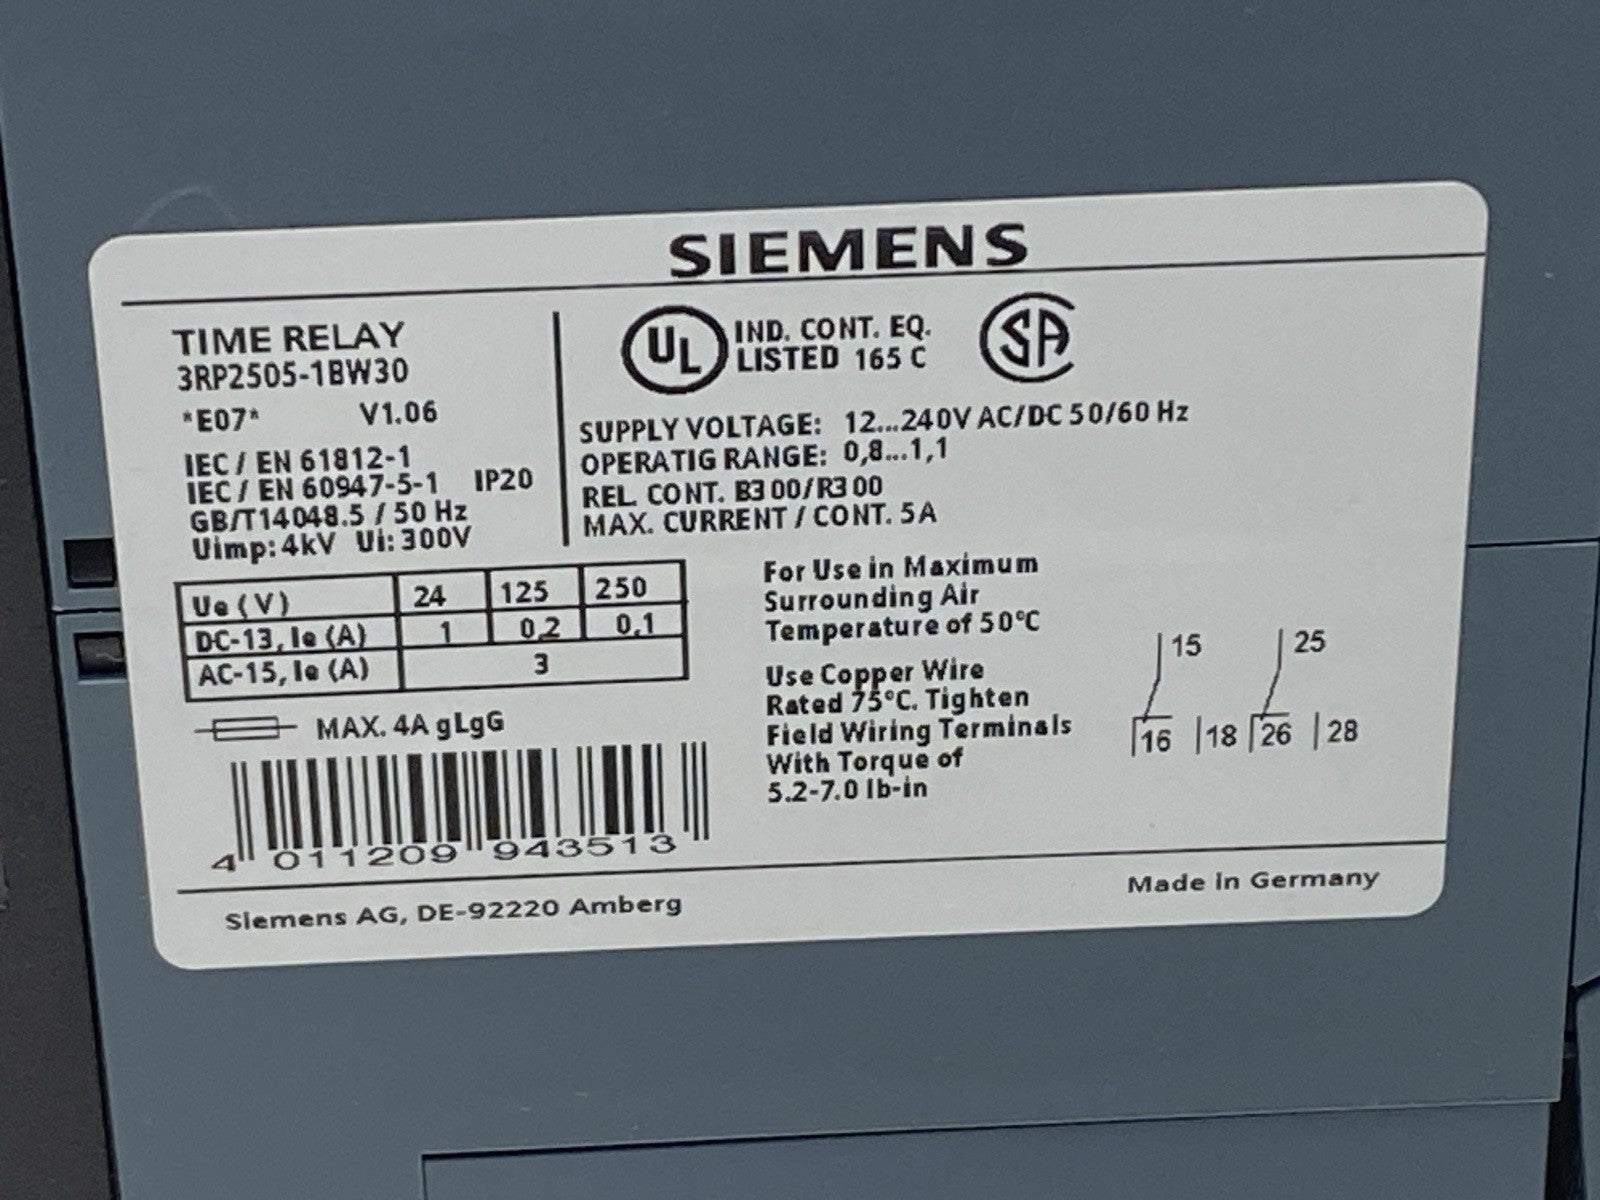 SIEMENS
TIME RELAY
3RP2505-1BW30
*E07* V1.06
IEC / EN 61812-1
IEC / EN 60947-5-1 IP20
GB/T14048.5 / 50 Hz
Uimp: 4kV Ui: 300V
UL IND. CONT. EQ.
LISTED 165 C
SA
SUPPLY VOLTAGE: 12...240V AC/DC 50/60 Hz
OPERATIG RANGE: 0,8...1,1
REL. CONT. B300/R300
MAX. CURRENT / CONT. 5A
Ue (V) 24 125 250
DC-13, Ie (A) 1 0,2 0,1
AC-15, Ie (A) 3
MAX. 4A gLgG
4 011209 943513
For Use in Maximum
Surrounding Air
Temperature of 50°C
Use Copper Wire
Rated 75°C. Tighten
Field Wiring Terminals
With Torque of
5.2-7.0 lb-in
15 25
16 18 26 28
Siemens AG, DE-92220 Amberg
Made in Germany